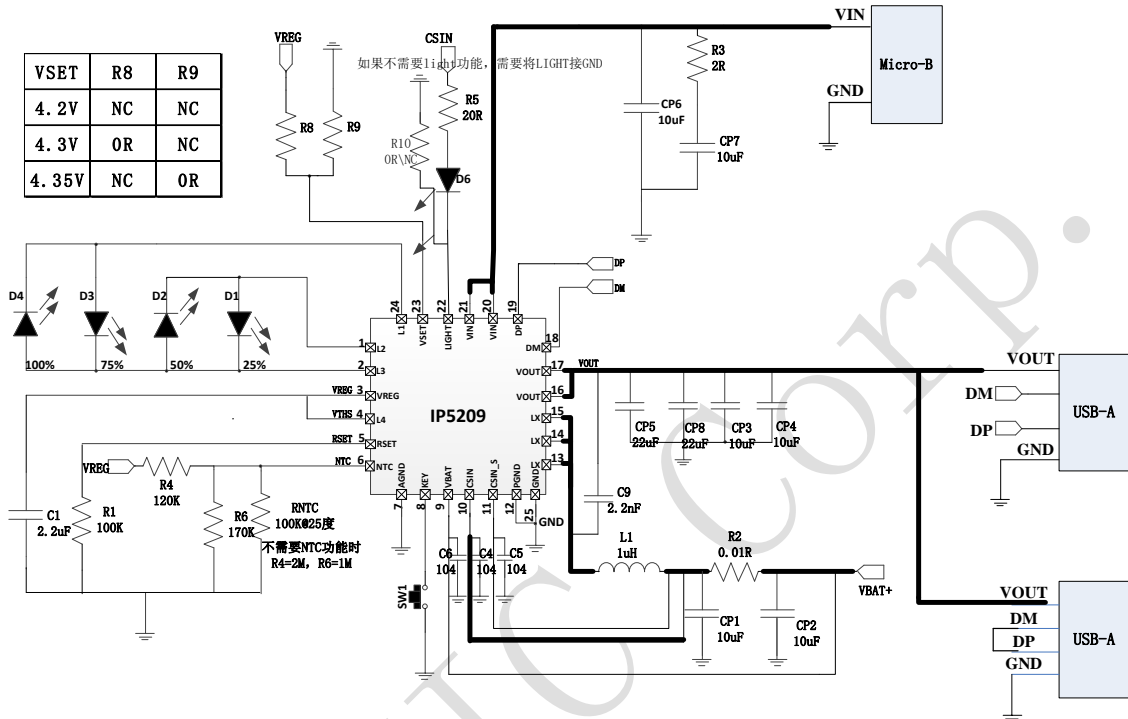 VSET R8 R9
4.2V NC NC
4.3V 0R NC
4.35V NC 0R
VREG
CSIN
如果不需要light功能，需要将LIGHT接GND
R8
R9
R5
20R
R10
0R\NC
D6
VIN
Micro-B
GND
R3
2R
CP6
10uF
CP7
10uF
DP
DM
D4
D3
D2
D1
100%
75%
50%
25%
24
23
22
21
20
19
L1
VSET
LIGHT
VIN
VIN
DP
1 L2
2 L3
VREG 3 VREG
VTHS 4 L4
RSET 5 RSET
NTC 6 NTC
IP5209
DM 18
VOUT 17
VOUT 16
LX 15
LX 14
LX 13
AGND
KEY
VBAT
CSIN
CSIN_S
PGND
GND
7
8
9
10
11
12
25
GND
VOUT
CP5
22uF
CP8
22uF
CP3
10uF
CP4
10uF
C9
2.2nF
VOUT
DM
DP
GND
USB-A
VREG
R4
120K
C1
2.2uF
R1
100K
R6
170K
RNTC
100K@25度
不需要NTC功能时
R4=2M, R6=1M
SW1
C6
104
C4
104
C5
104
L1
1uH
R2
0.01R
VBAT+
CP1
10uF
CP2
10uF
VOUT
DM
DP
GND
USB-A
NC Corp.